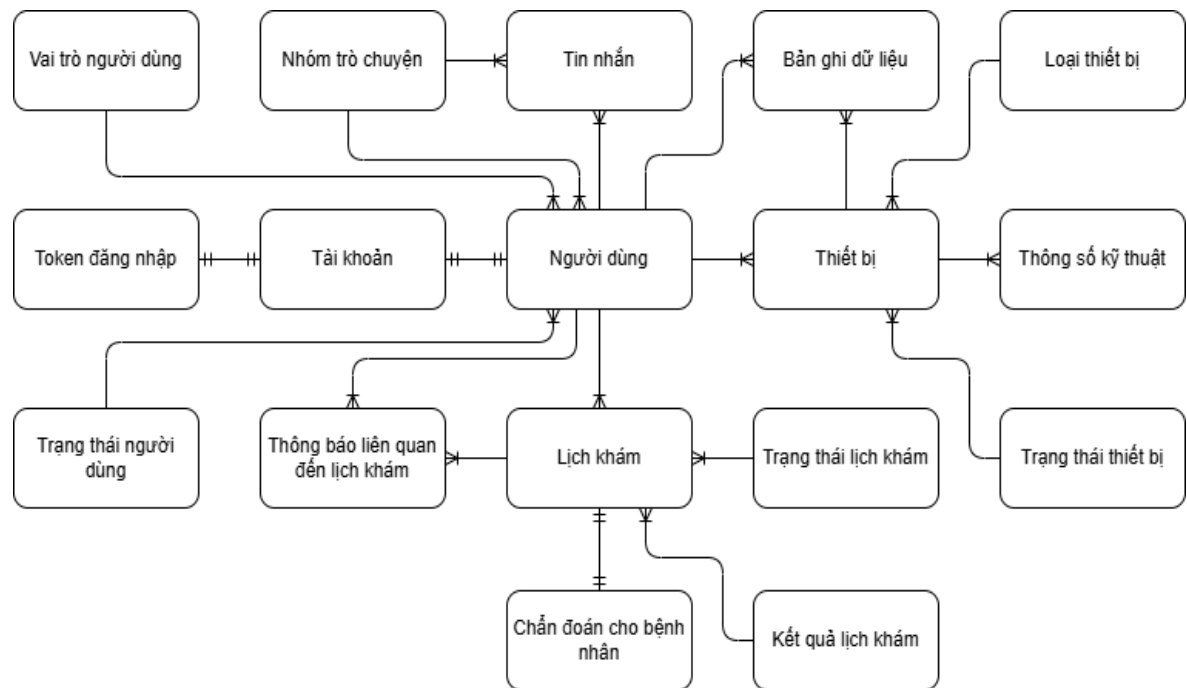 Vai trò người dùng
Nhóm trò chuyện
Tin nhắn
Bản ghi dữ liệu
Loại thiết bị
Token đăng nhập
Tài khoản
Người dùng
Thiết bị
Thông số kỹ thuật
Trạng thái người
dùng
Thông báo liên quan
đến lịch khám
Lịch khám
Trạng thái lịch khám
Trạng thái thiết bị
Chẩn đoán cho bệnh
nhân
Kết quả lịch khám